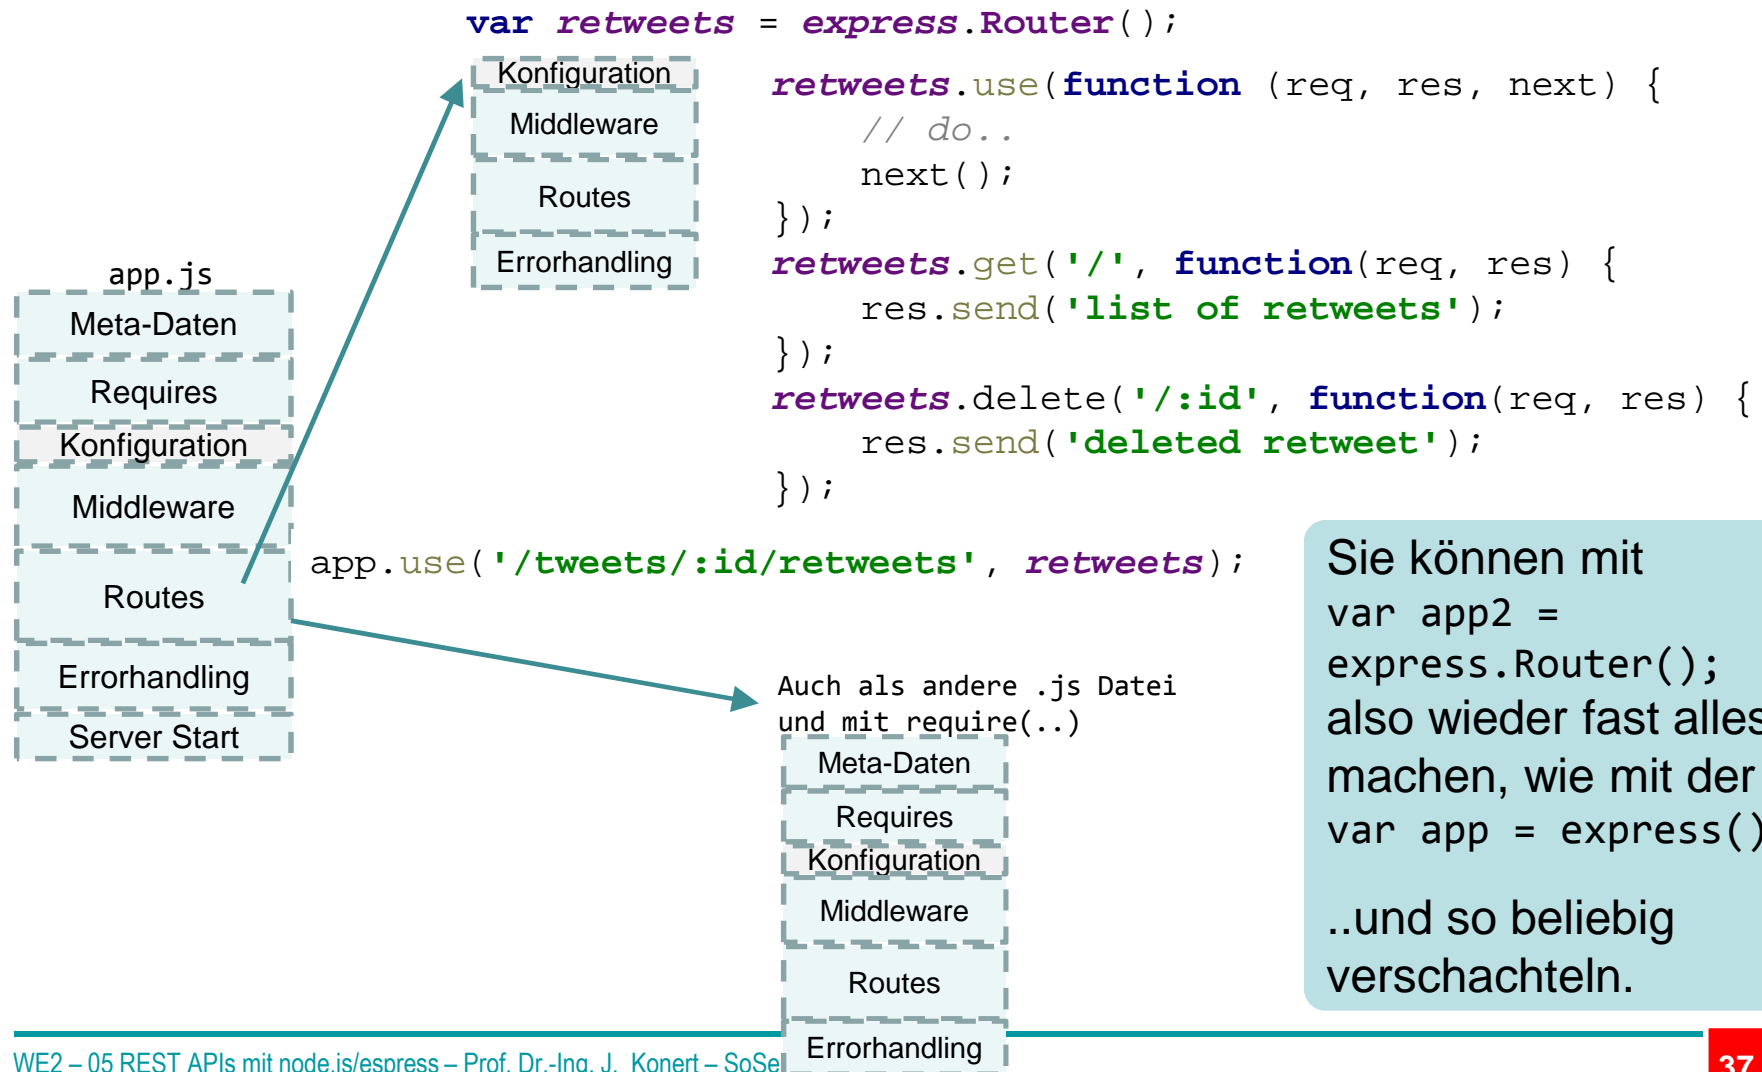 var retweets = express.Router();
Konfiguration
Middleware
Routes
Errorhandling
retweets.use(function (req, res, next) {
// do..
next();
});
retweets.get('/', function(req, res) {
res.send('list of retweets');
});
retweets.delete('/:id', function(req, res) {
res.send('deleted retweet');
});
app.js
Meta-Daten
Requires
Konfiguration
Middleware
Routes
Errorhandling
Server Start
app.use('/tweets/:id/retweets', retweets);
Auch als andere .js Datei
und mit require(..)
Meta-Daten
Requires
Konfiguration
Middleware
Routes
Errorhandling
Sie können mit
var app2 =
express.Router();
also wieder fast alles
machen, wie mit der
var app = express()
..und so beliebig
verschachteln.
WE2 – 05 REST APIs mit node.js/espress – Prof. Dr.-Ing. J. Konert – SoSe
37